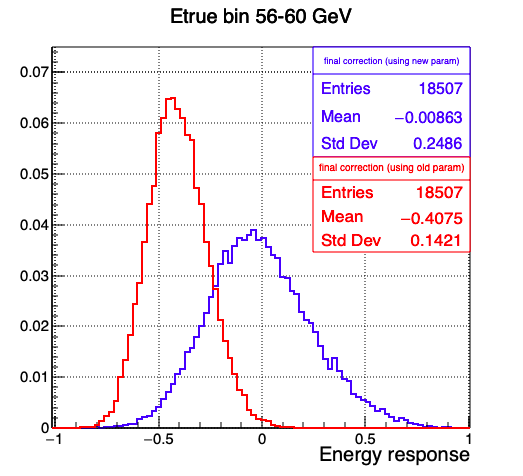 Etrue bin 56-60 GeV
final correction (using new param)
Entries 18507
Mean −0.00863
Std Dev 0.2486
final correction (using old param)
Entries 18507
Mean −0.4075
Std Dev 0.1421
0.07
0.06
0.05
0.04
0.03
0.02
0.01
0
−1 −0.5 0 0.5 1
Energy response